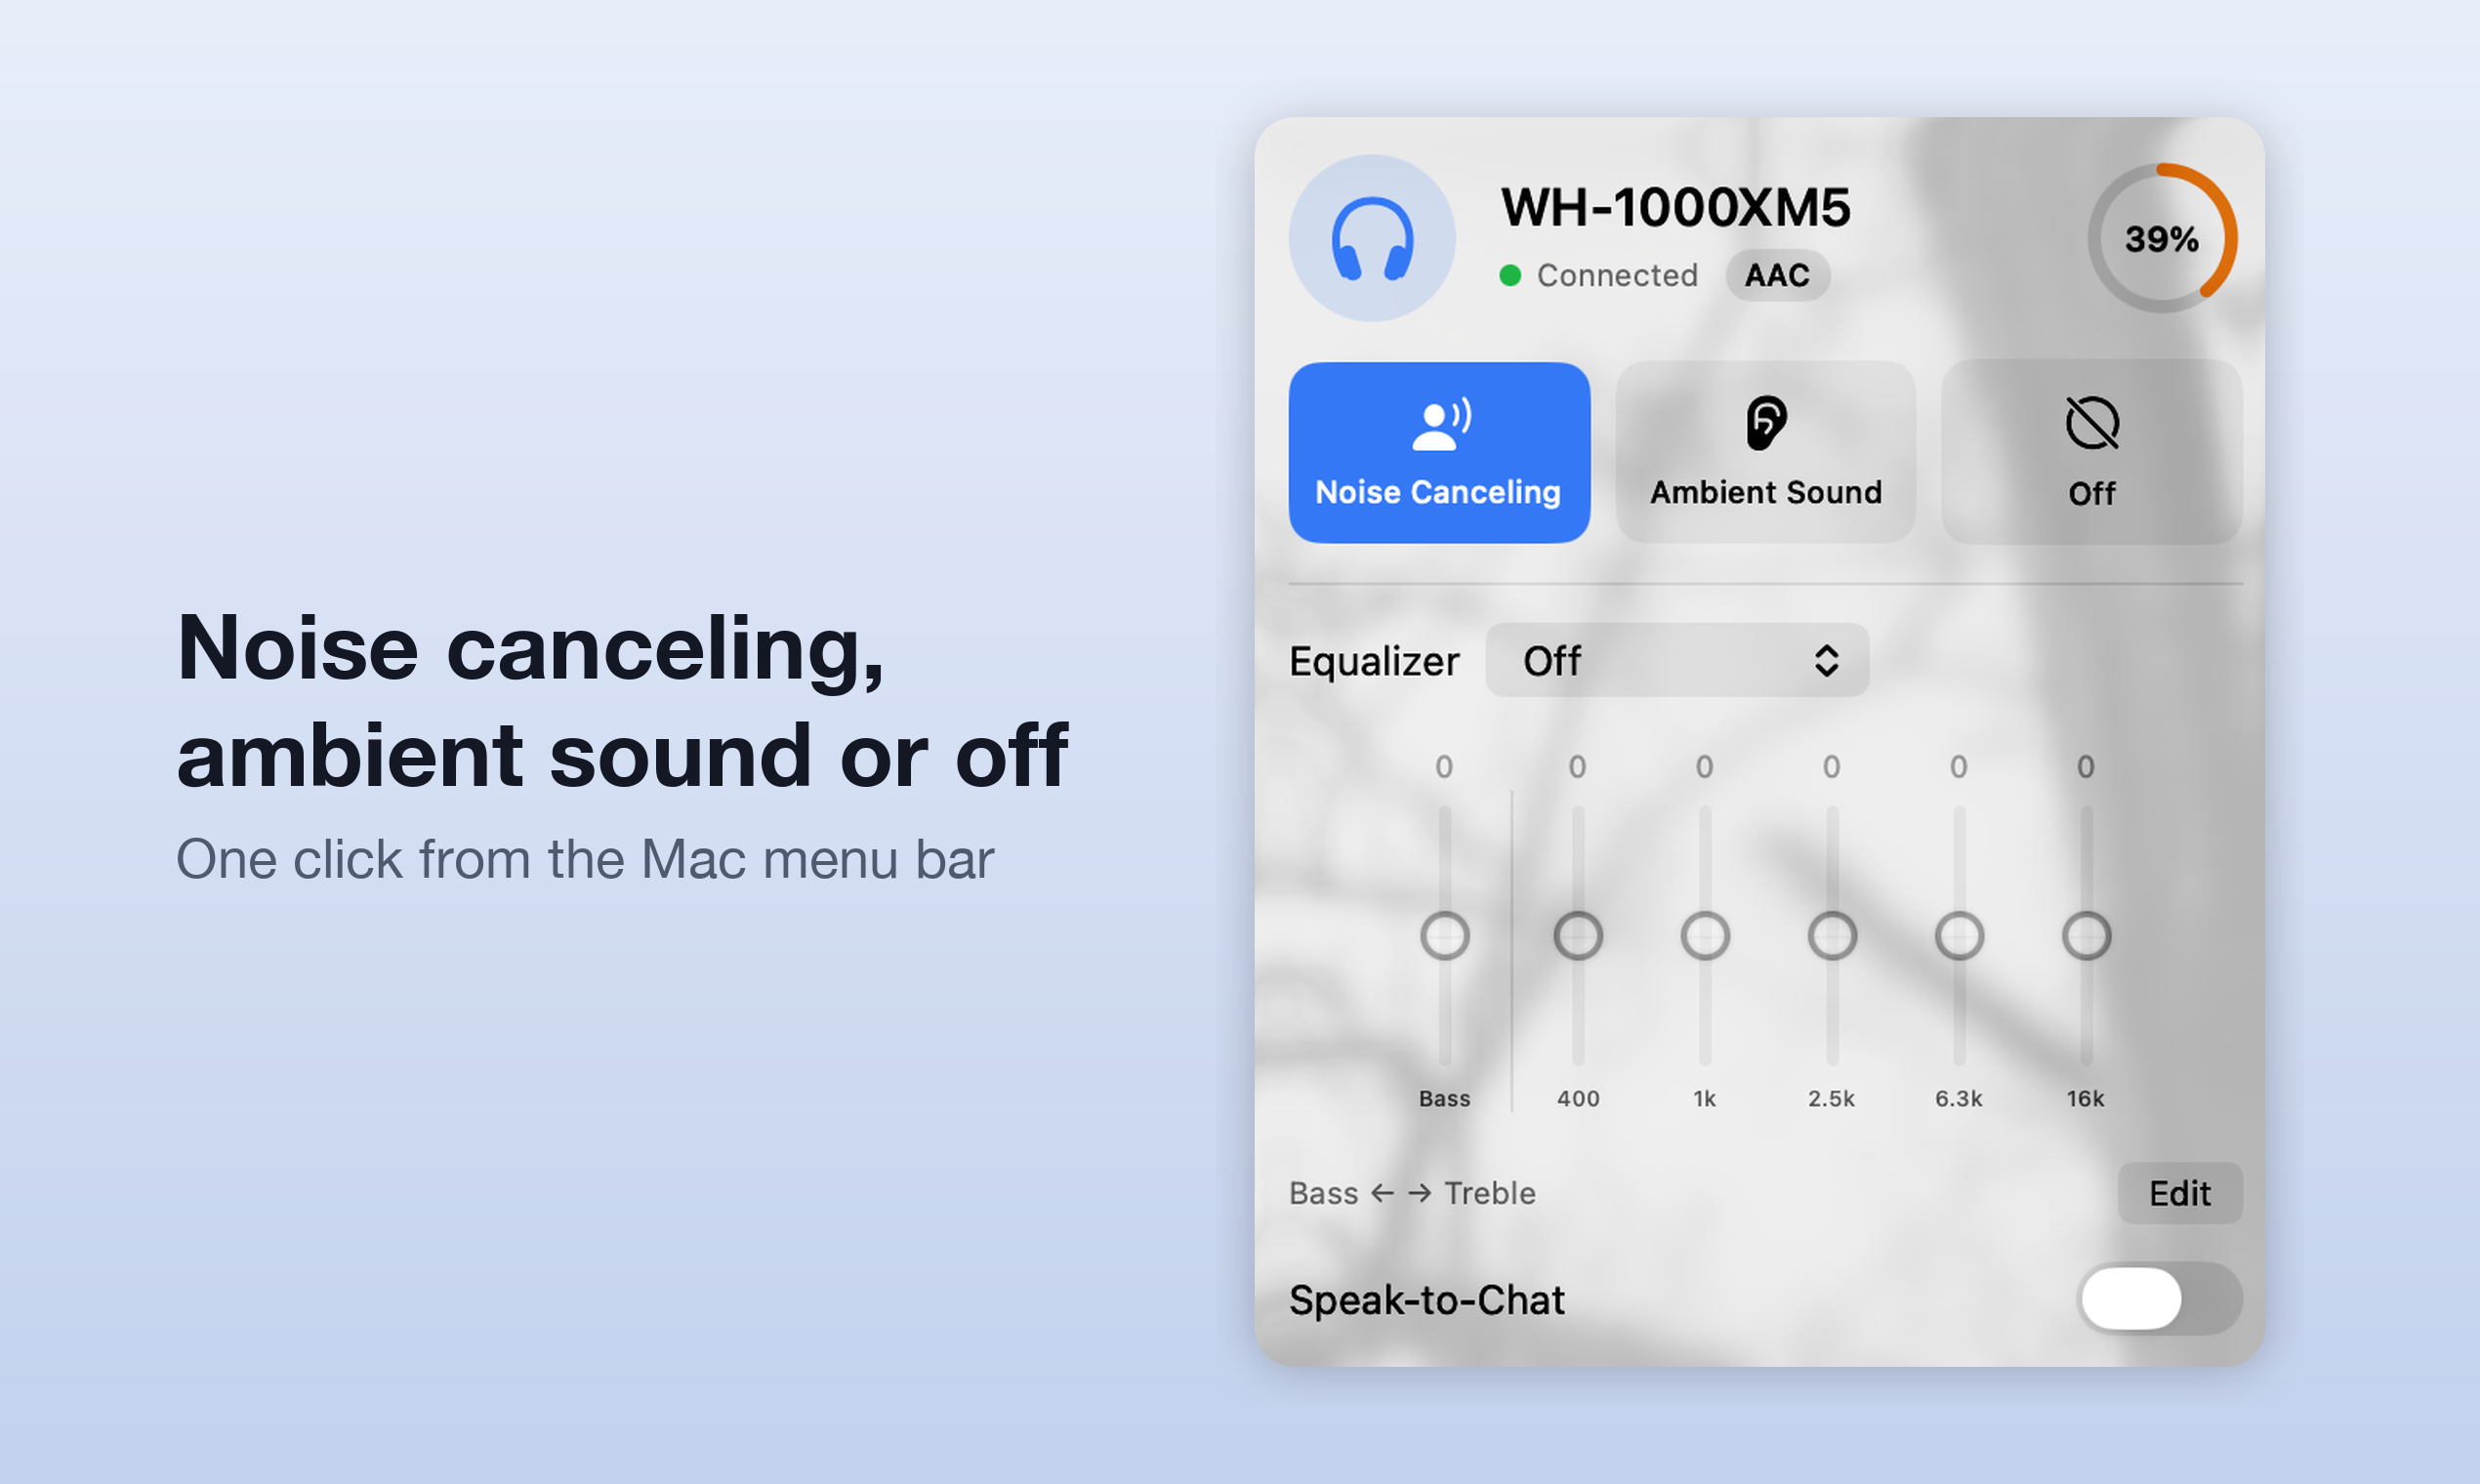 Noise canceling,
ambient sound or off
One click from the Mac menu bar
WH-1000XM5
Connected AAC
39%
Noise Canceling
Ambient Sound
Off
Equalizer Off
0 0 0 0 0 0
Bass 400 1k 2.5k 6.3k 16k
Bass ← → Treble
Edit
Speak-to-Chat